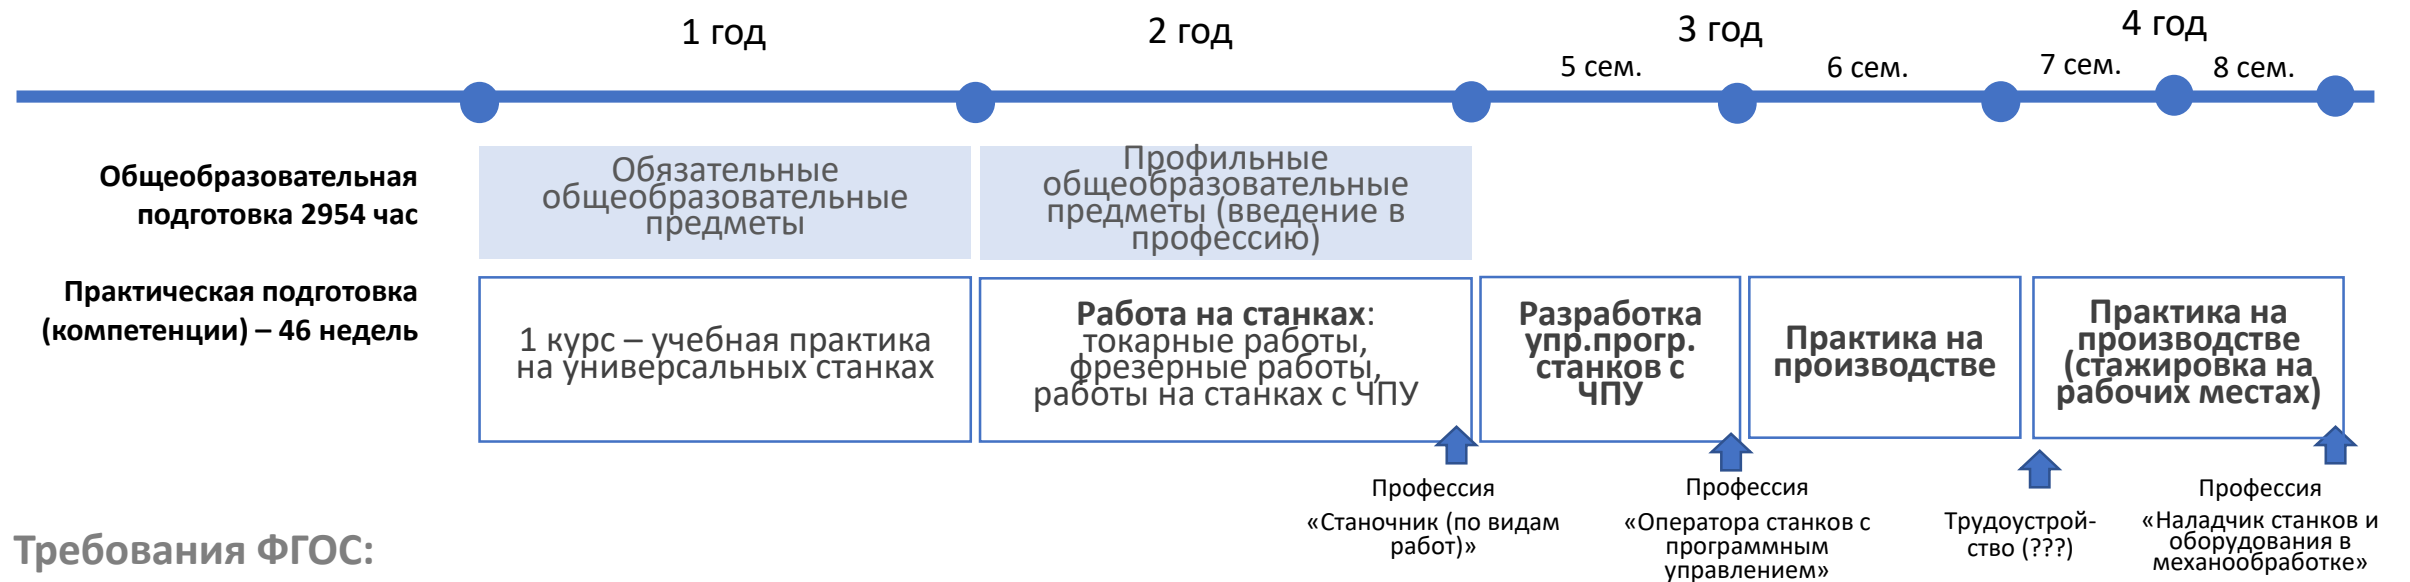 1 год
2 год
3 год
4 год
5 сем.
6 сем.
7 сем.
8 сем.
Общеобразовательная
подготовка 2954 час
Обязательные
общеобразовательные
предметы
Профильные
общеобразовательные
предметы (введение в
профессию)
Практическая подготовка
(компетенции) – 46 недель
1 курс – учебная практика
на универсальных станках
Работа на станках:
токарные работы,
фрезерные работы,
работы на станках с ЧПУ
Разработка
упр.прогр.
станков с
ЧПУ
Практика на
производстве
Практика на
производстве
(стажировка на
рабочих местах)
Профессия
«Станочник (по видам
работ)»
Профессия
«Оператора станков с
программным
управлением»
Трудоустрой-
ство (???)
Профессия
«Наладчик станков и
оборудования в
механообработке»
Требования ФГОС: